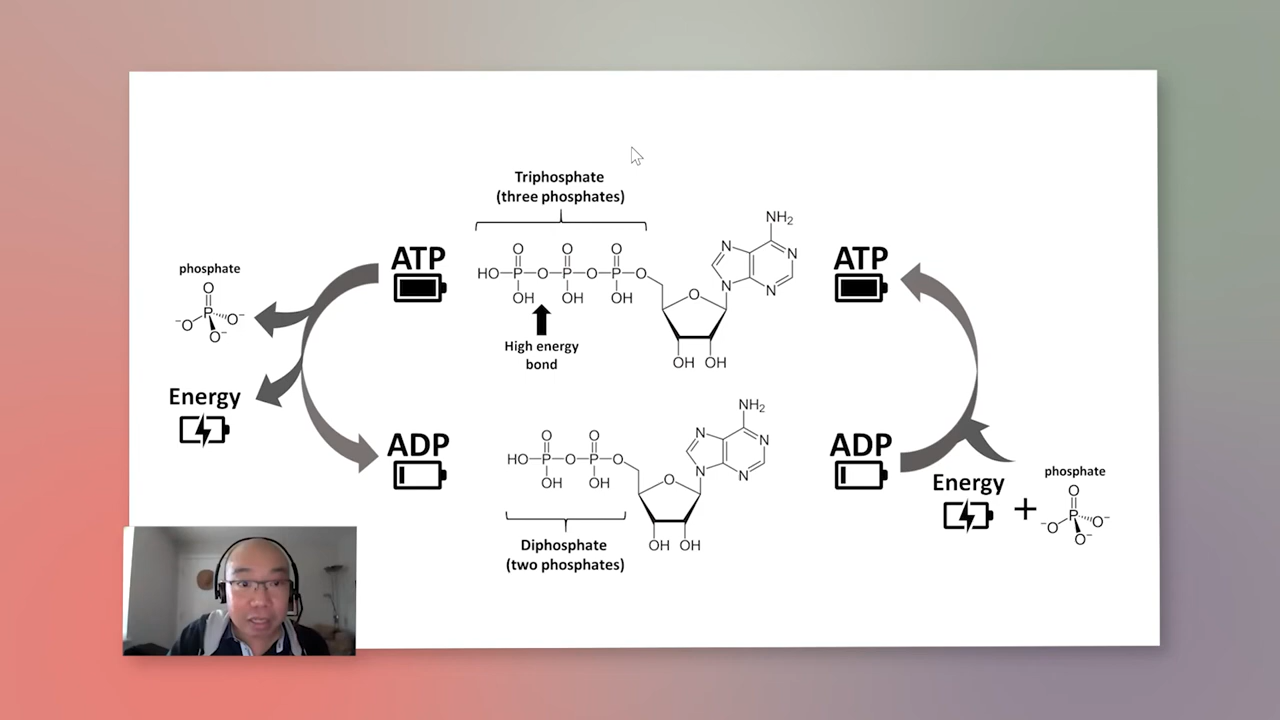 Triphosphate
(three phosphates)
NH₂
ATP
O O O
N N
ATP
phosphate
HO P O P O P O
O
OH OH OH
N N
⁻O P O⁻
O
O⁻
High energy
bond
OH OH
Energy
NH₂
ADP
O O
N N
ADP
HO P O P O
N N
phosphate
OH OH
O
Energy
O
+
⁻O P O⁻
O⁻
Diphosphate
(two phosphates)
OH OH